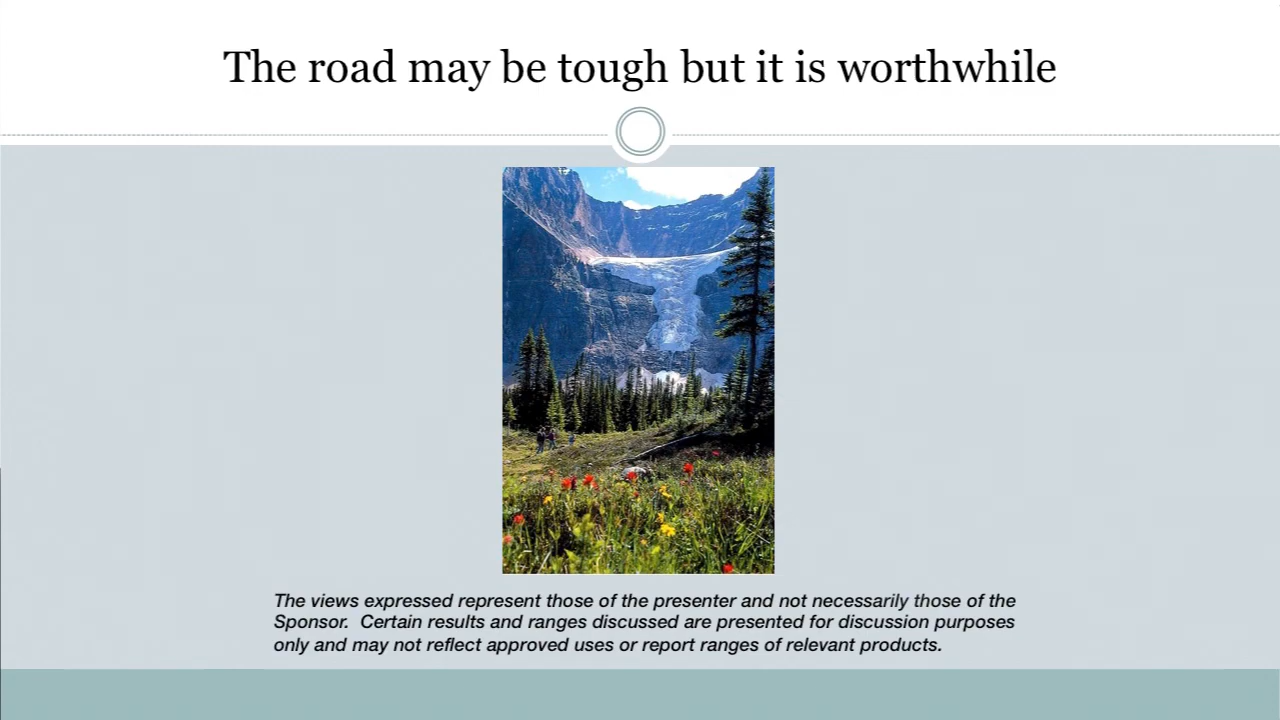 The road may be tough but it is worthwhile
The views expressed represent those of the presenter and not necessarily those of the
Sponsor.  Certain results and ranges discussed are presented for discussion purposes
only and may not reflect approved uses or report ranges of relevant products.